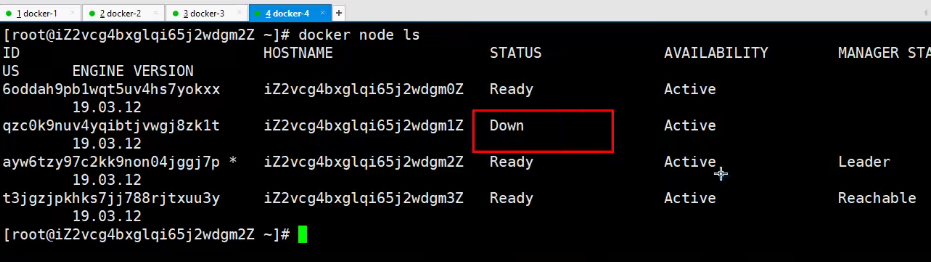 1 docker-1 × 2 docker-2 × 3 docker-3 × 4 docker-4 × +
[root@iZ2vcg4bxglqi65j2wdgm2Z ~]# docker node ls
ID HOSTNAME STATUS AVAILABILITY MANAGER STA
US ENGINE VERSION
6oddah9pb1wqt5uv4hs7yokxx iZ2vcg4bxglqi65j2wdgm0Z Ready Active
19.03.12
qzc0k9nuv4yqibtjvwgj8zk1t iZ2vcg4bxglqi65j2wdgm1Z Down Active
19.03.12
ayw6tzy97c2kk9non04jggj7p * iZ2vcg4bxglqi65j2wdgm2Z Ready Active Leader
19.03.12
t3jgzjpkhks7jj788rjtxuu3y iZ2vcg4bxglqi65j2wdgm3Z Ready Active Reachable
19.03.12
[root@iZ2vcg4bxglqi65j2wdgm2Z ~]#